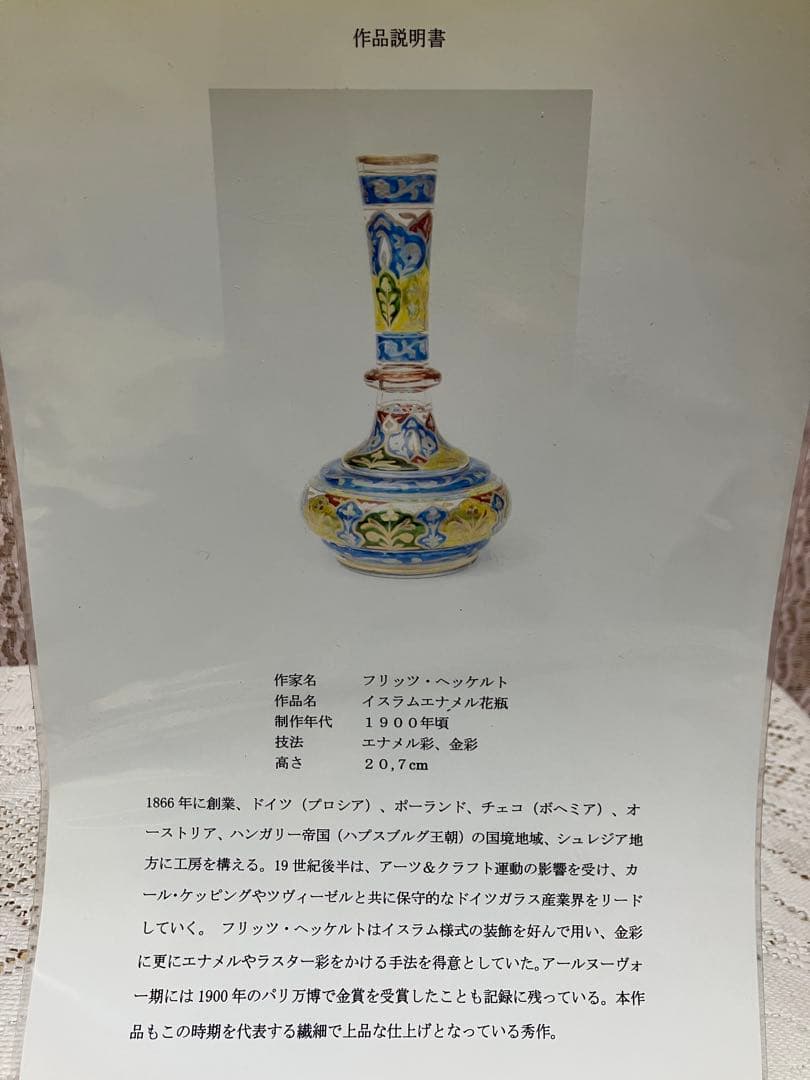 作品説明書
作家名 フリッツ・ヘッケルト
作品名 イスラムエナメル花瓶
制作年代 １９００年頃
技法 エナメル彩、金彩
高さ ２０,７cm
1866 年に創業、ドイツ（プロシア）、ポーランド、チェコ（ボヘミア）、オ
ーストリア、ハンガリー帝国（ハプスブルグ王朝）の国境地域、シュレジア地
方に工房を構える。19 世紀後半は、アーツ＆クラフト運動の影響を受け、カ
ール・ケッピングやツヴィーゼルと共に保守的なドイツガラス産業界をリード
していく。 フリッツ・ヘッケルトはイスラム様式の装飾を好んで用い、金彩
に更にエナメルやラスター彩をかける手法を得意としていた。アールヌーヴォ
ー期には 1900 年のパリ万博で金賞を受賞したことも記録に残っている。本作
品もこの時期を代表する繊細で上品な仕上げとなっている秀作。